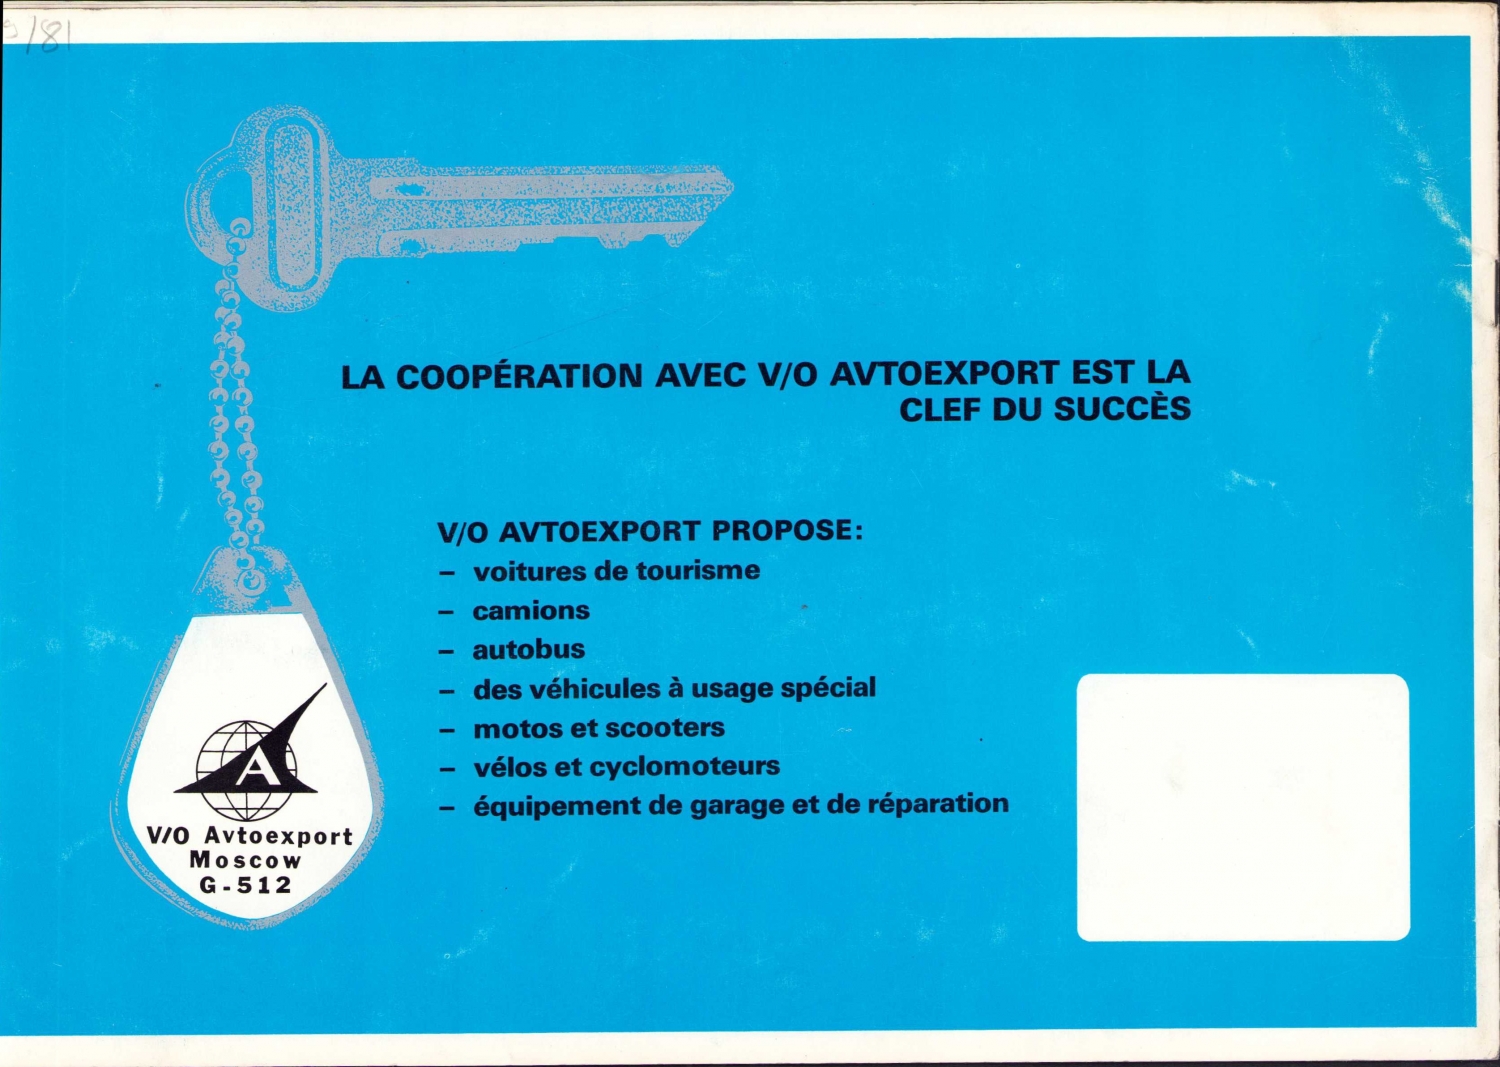 /81
LA COOPÉRATION AVEC V/O AVTOEXPORT EST LA
CLEF DU SUCCÈS
V/O AVTOEXPORT PROPOSE:
– voitures de tourisme
– camions
– autobus
– des véhicules à usage spécial
– motos et scooters
– vélos et cyclomoteurs
– équipement de garage et de réparation
A
V/O Avtoexport
Moscow
G-512